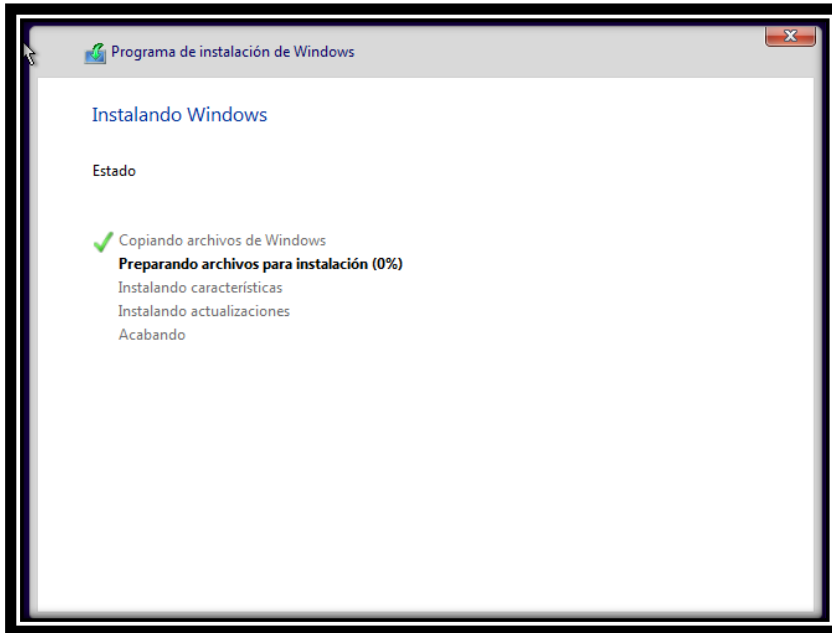 Programa de instalación de Windows
Instalando Windows
Estado
Copiando archivos de Windows
Preparando archivos para instalación (0%)
Instalando características
Instalando actualizaciones
Acabando